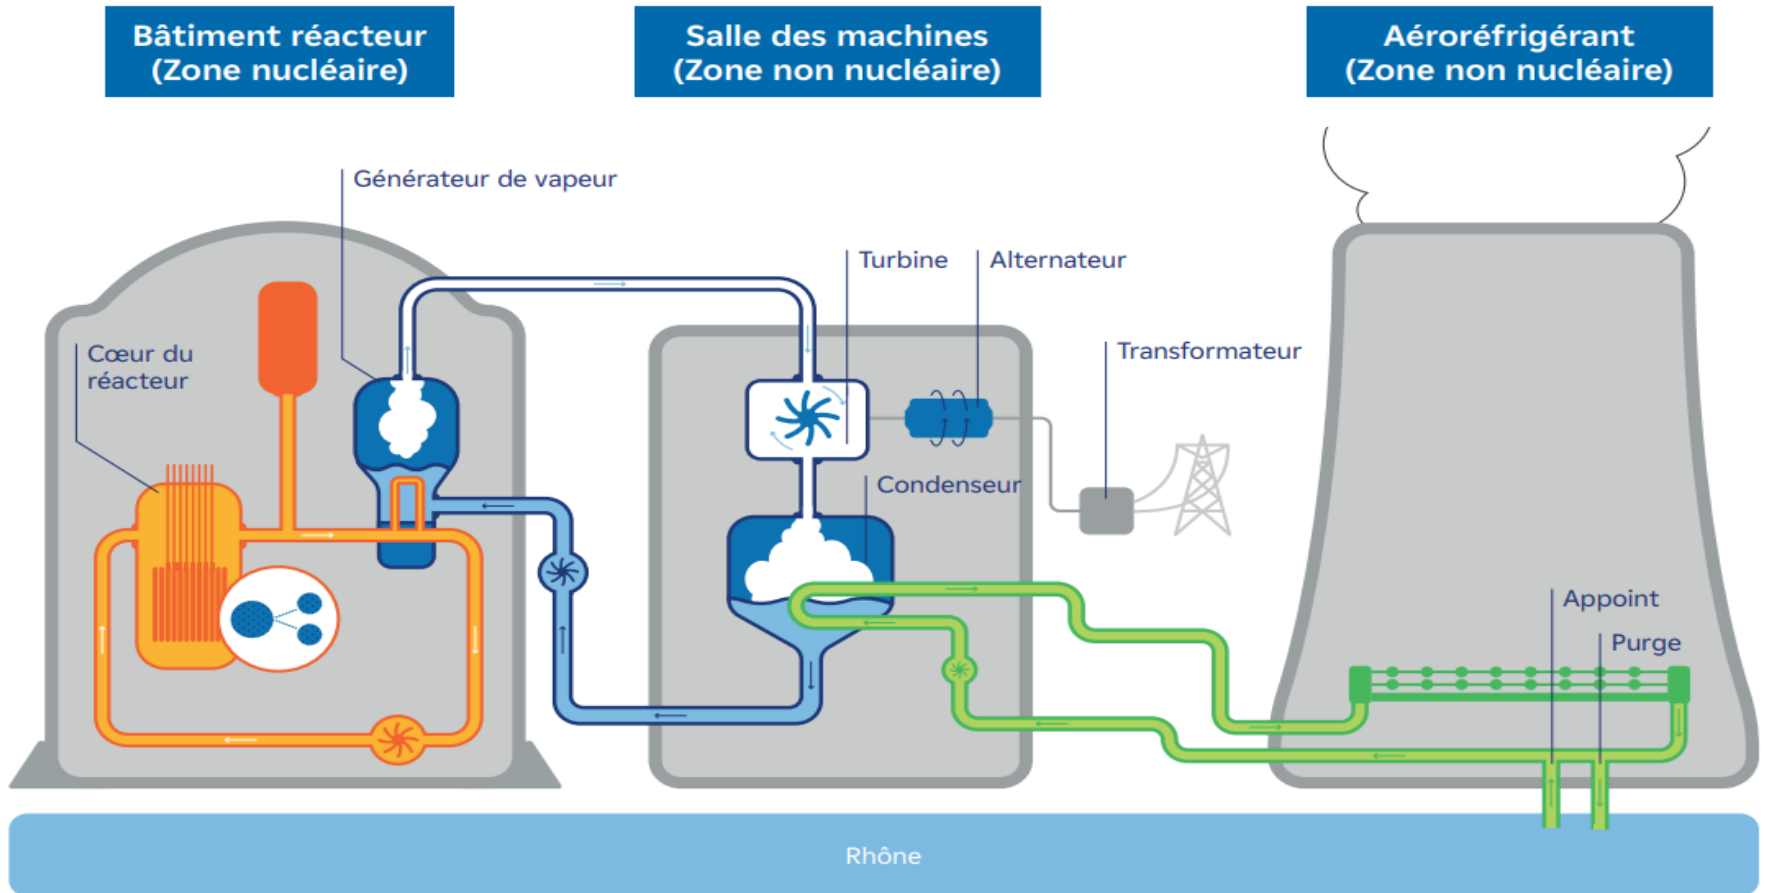 Bâtiment réacteur
(Zone nucléaire)
Salle des machines
(Zone non nucléaire)
Aéroréfrigérant
(Zone non nucléaire)
Générateur de vapeur
Turbine
Alternateur
Transformateur
Cœur du
réacteur
Condenseur
Appoint
Purge
Rhône